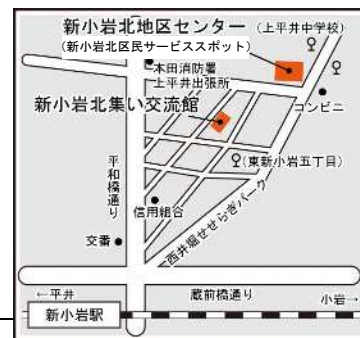 新小岩北地区センター
(上平井中学校)
(新小岩北区民サービススポット)
本田消防署
上平井出張所
コンビニ
新小岩北集い交流館
(東新小岩五丁目)
平和橋通り
信用組合
西井堀せせらぎパーク
交番
←平井
蔵前橋通り
小岩→
新小岩駅